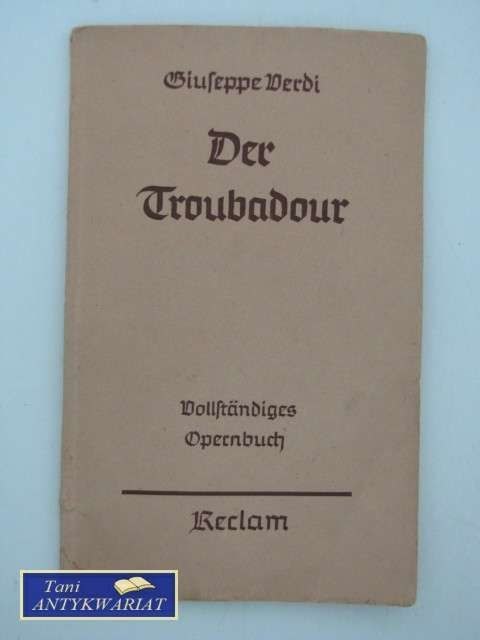 Giuseppe Verdi
Der
Troubadour
Vollständiges
Opernbuch
Reclam
Tani
ANTYKWARIAT